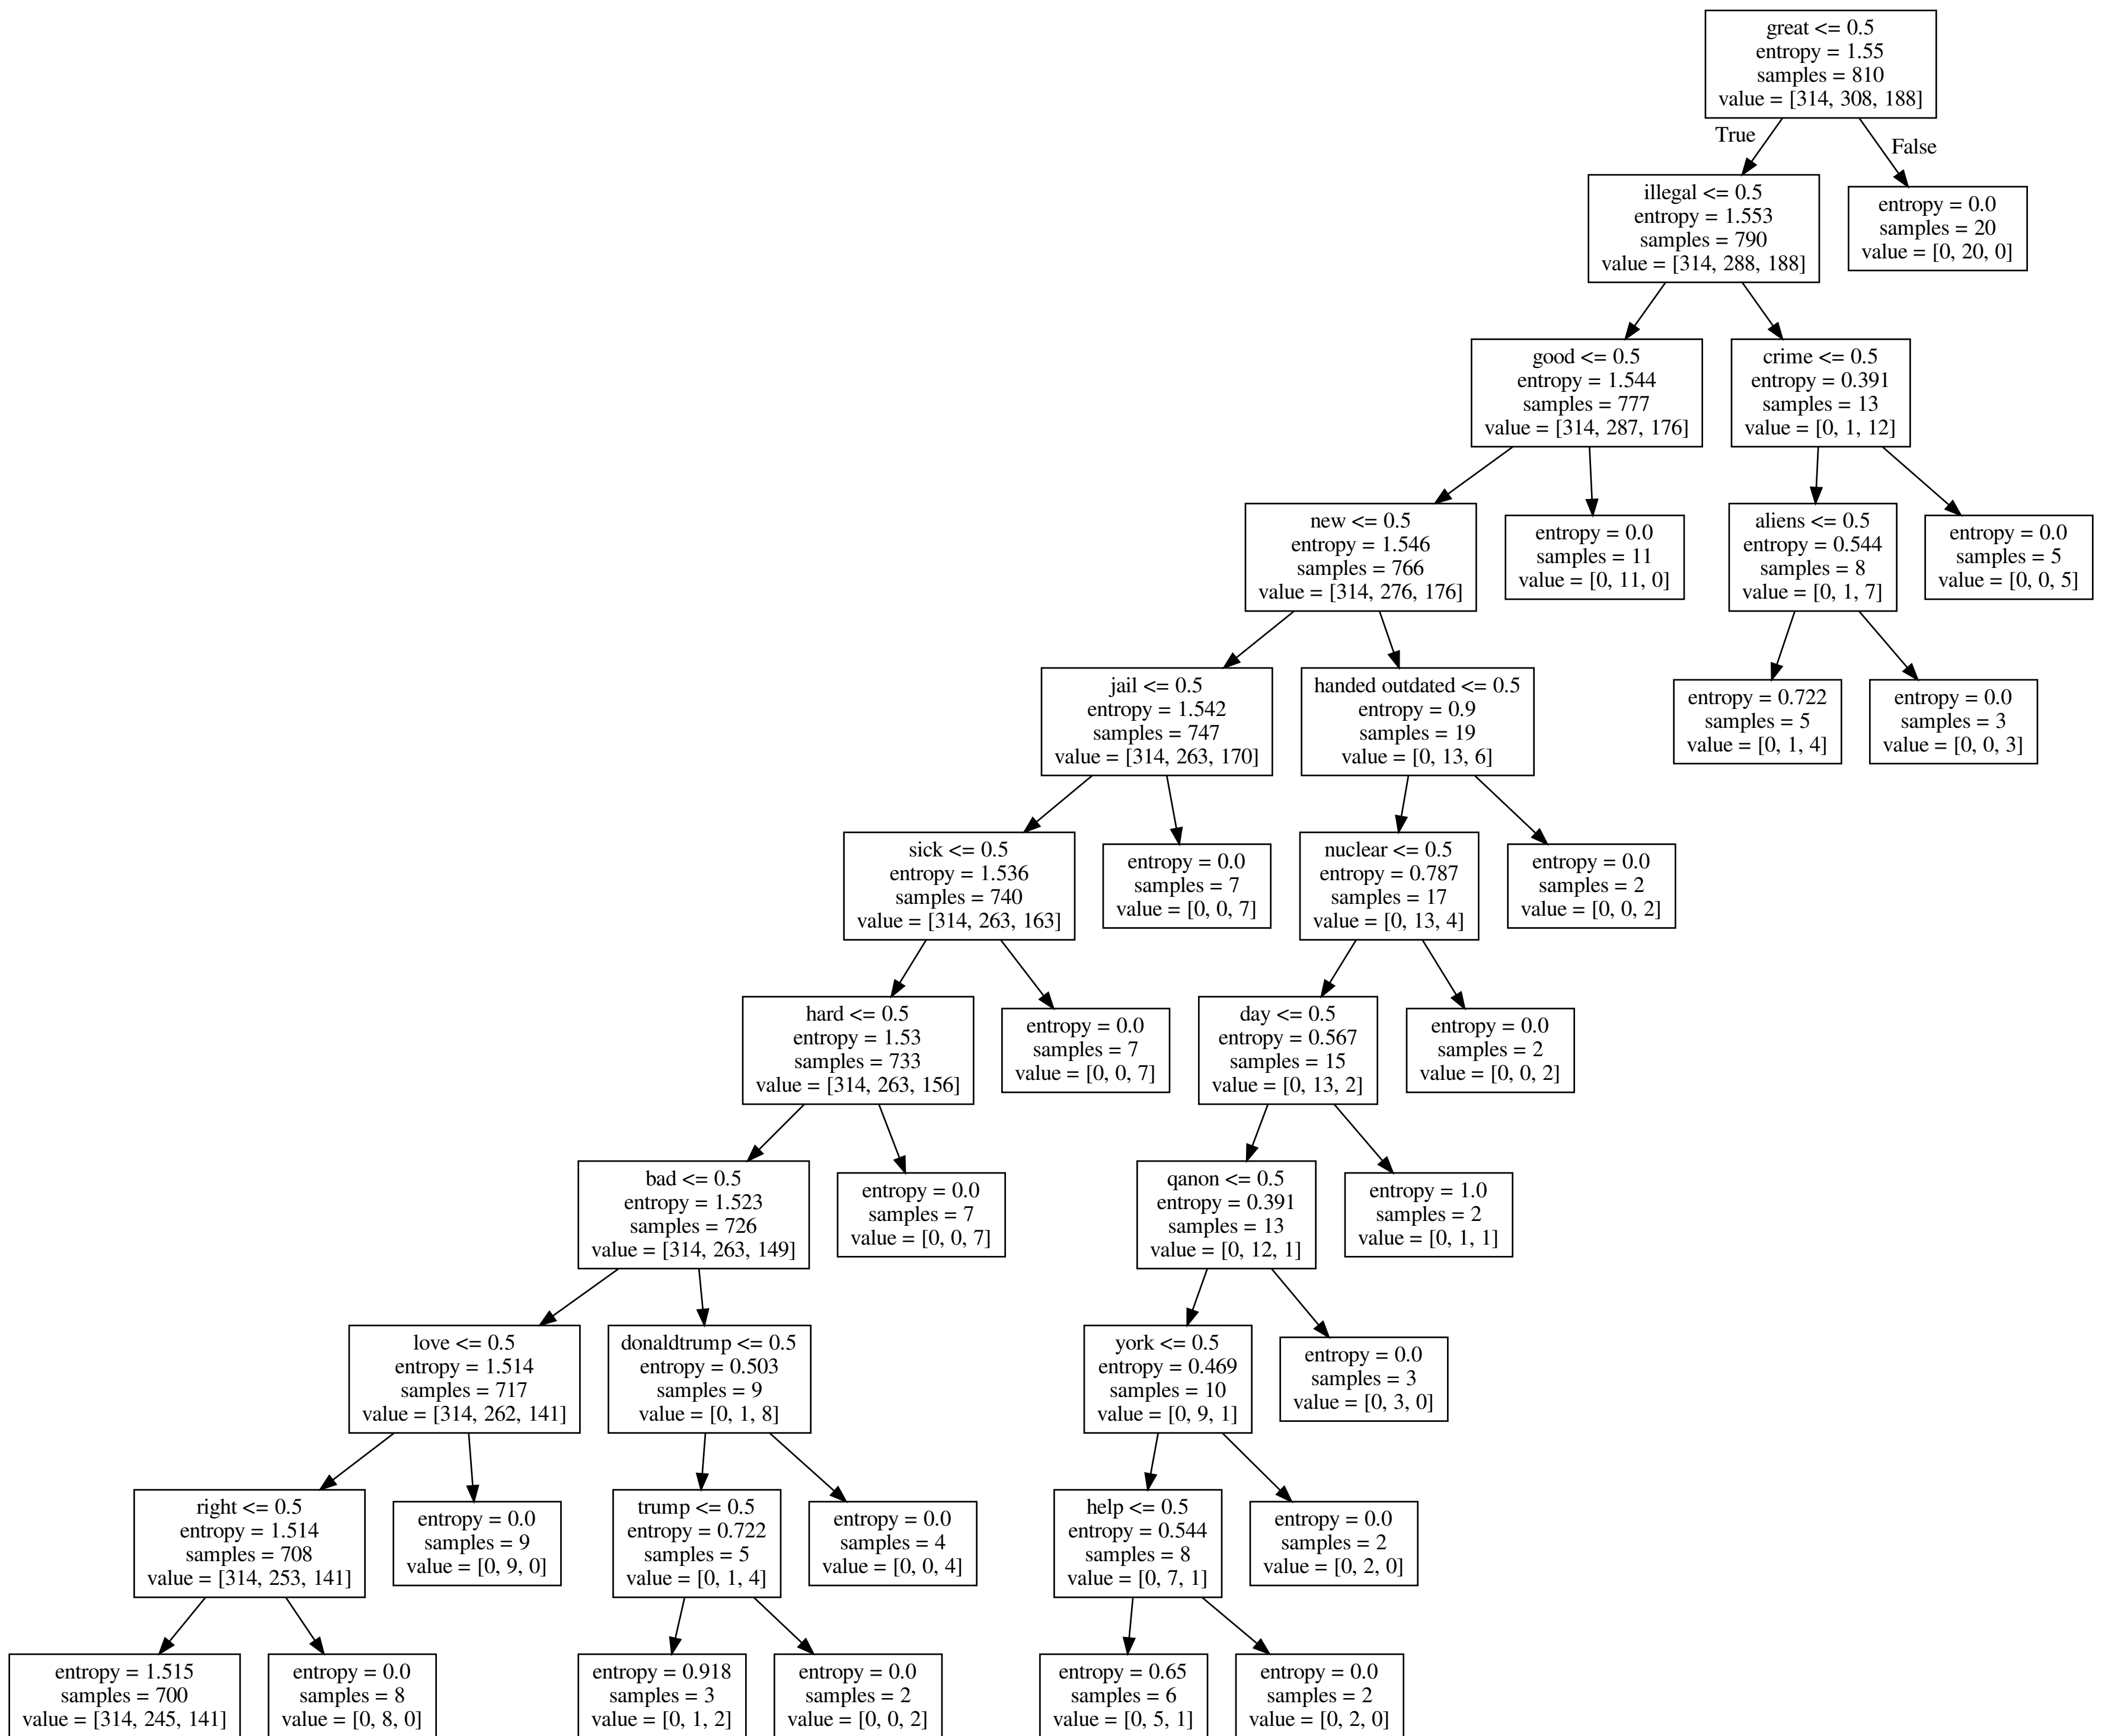 great <= 0.5
entropy = 1.55
samples = 810
value = [314, 308, 188]
True
False
illegal <= 0.5
entropy = 1.553
samples = 790
value = [314, 288, 188]
entropy = 0.0
samples = 20
value = [0, 20, 0]
good <= 0.5
entropy = 1.544
samples = 777
value = [314, 287, 176]
crime <= 0.5
entropy = 0.391
samples = 13
value = [0, 1, 12]
new <= 0.5
entropy = 1.546
samples = 766
value = [314, 276, 176]
entropy = 0.0
samples = 11
value = [0, 11, 0]
aliens <= 0.5
entropy = 0.544
samples = 8
value = [0, 1, 7]
entropy = 0.0
samples = 5
value = [0, 0, 5]
jail <= 0.5
entropy = 1.542
samples = 747
value = [314, 263, 170]
handed outdated <= 0.5
entropy = 0.9
samples = 19
value = [0, 13, 6]
entropy = 0.722
samples = 5
value = [0, 1, 4]
entropy = 0.0
samples = 3
value = [0, 0, 3]
sick <= 0.5
entropy = 1.536
samples = 740
value = [314, 263, 163]
entropy = 0.0
samples = 7
value = [0, 0, 7]
nuclear <= 0.5
entropy = 0.787
samples = 17
value = [0, 13, 4]
entropy = 0.0
samples = 2
value = [0, 0, 2]
hard <= 0.5
entropy = 1.53
samples = 733
value = [314, 263, 156]
entropy = 0.0
samples = 7
value = [0, 0, 7]
day <= 0.5
entropy = 0.567
samples = 15
value = [0, 13, 2]
entropy = 0.0
samples = 2
value = [0, 0, 2]
bad <= 0.5
entropy = 1.523
samples = 726
value = [314, 263, 149]
entropy = 0.0
samples = 7
value = [0, 0, 7]
qanon <= 0.5
entropy = 0.391
samples = 13
value = [0, 12, 1]
entropy = 1.0
samples = 2
value = [0, 1, 1]
love <= 0.5
entropy = 1.514
samples = 717
value = [314, 262, 141]
donaldtrump <= 0.5
entropy = 0.503
samples = 9
value = [0, 1, 8]
york <= 0.5
entropy = 0.469
samples = 10
value = [0, 9, 1]
entropy = 0.0
samples = 3
value = [0, 3, 0]
right <= 0.5
entropy = 1.514
samples = 708
value = [314, 253, 141]
entropy = 0.0
samples = 9
value = [0, 9, 0]
trump <= 0.5
entropy = 0.722
samples = 5
value = [0, 1, 4]
entropy = 0.0
samples = 4
value = [0, 0, 4]
help <= 0.5
entropy = 0.544
samples = 8
value = [0, 7, 1]
entropy = 0.0
samples = 2
value = [0, 2, 0]
entropy = 1.515
samples = 700
value = [314, 245, 141]
entropy = 0.0
samples = 8
value = [0, 8, 0]
entropy = 0.918
samples = 3
value = [0, 1, 2]
entropy = 0.0
samples = 2
value = [0, 0, 2]
entropy = 0.65
samples = 6
value = [0, 5, 1]
entropy = 0.0
samples = 2
value = [0, 2, 0]